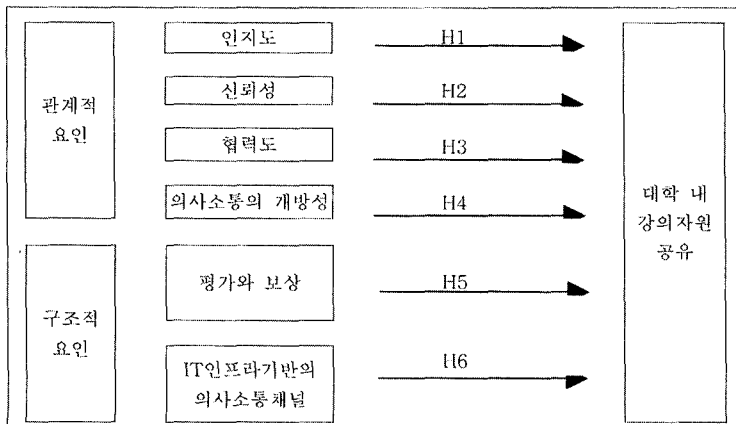 관계적
요인
인지도
신뢰성
협력도
의사소통의 개방성
H1
H2
H3
H4
구조적
요인
평가와 보상
IT인프라기반의
의사소통채널
H5
H6
대학 내
강의자원
공유